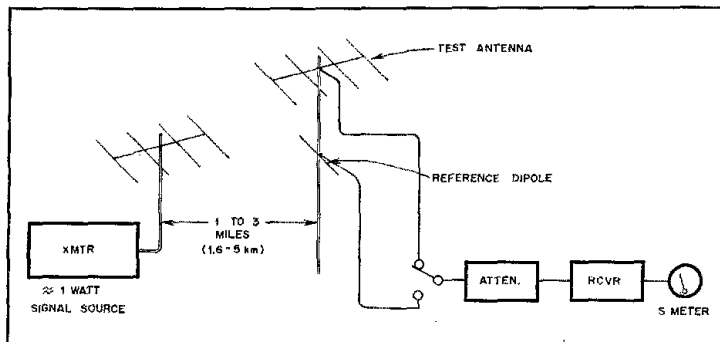 TEST ANTENNA
REFERENCE DIPOLE
1 TO 3
MILES
(1.6-5 km)
XMTR
≈ 1 WATT
SIGNAL SOURCE
ATTEN.
RCVR
S METER